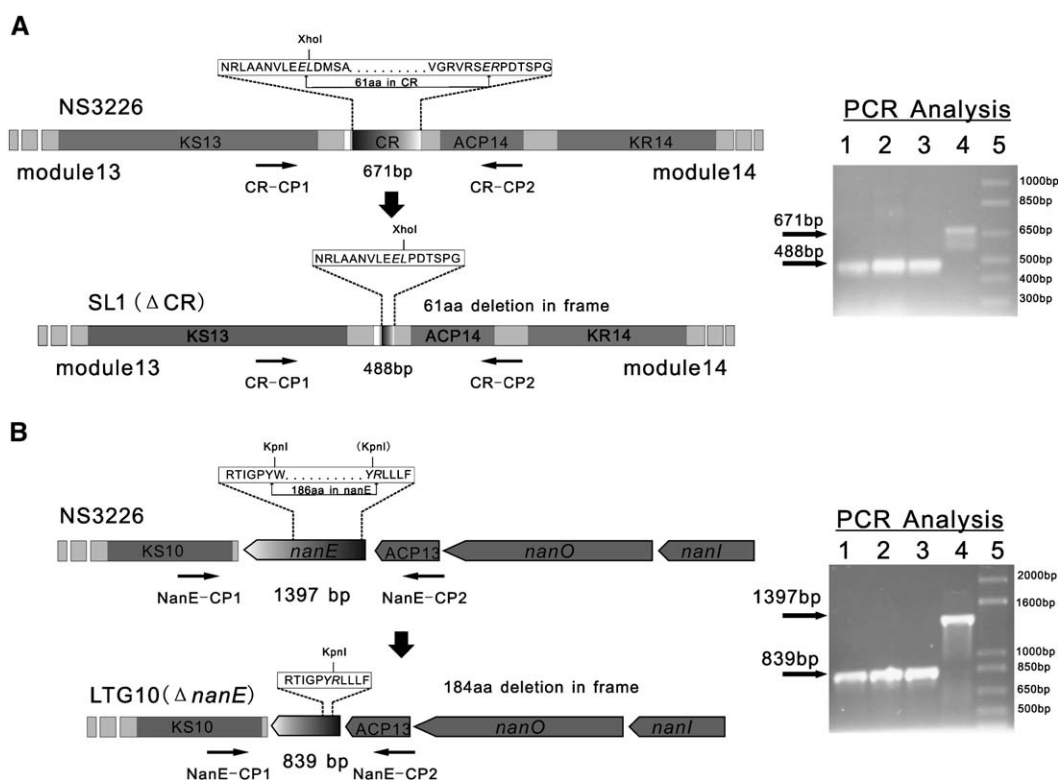 A
XhoI
NRLAANVLEELDMSA..........VGRVRSERPDTSPG
61aa in CR
NS3226
KS13 CR ACP14 KR14
module13 671bp module14
CR-CP1 CR-CP2
XhoI
NRLAANVLEELPDTSPG
SL1 (ΔCR)
61aa deletion in frame
KS13 ACP14 KR14
module13 488bp module14
CR-CP1 CR-CP2
PCR Analysis
1 2 3 4 5
671bp
488bp
1000bp
850bp
650bp
500bp
400bp
300bp
B
KpnI (KpnI)
RTIGPYW..........YRLLLF
186aa in nanE
NS3226
KS10 nanE ACP13 nanO nanI
NanE-CP1 1397 bp NanE-CP2
KpnI
RTIGPYRLLLF
LTG10(ΔnanE)
184aa deletion in frame
KS10 ACP13 nanO nanI
NanE-CP1 839 bp NanE-CP2
PCR Analysis
1 2 3 4 5
1397bp
839bp
2000bp
1600bp
1000bp
850bp
650bp
500bp